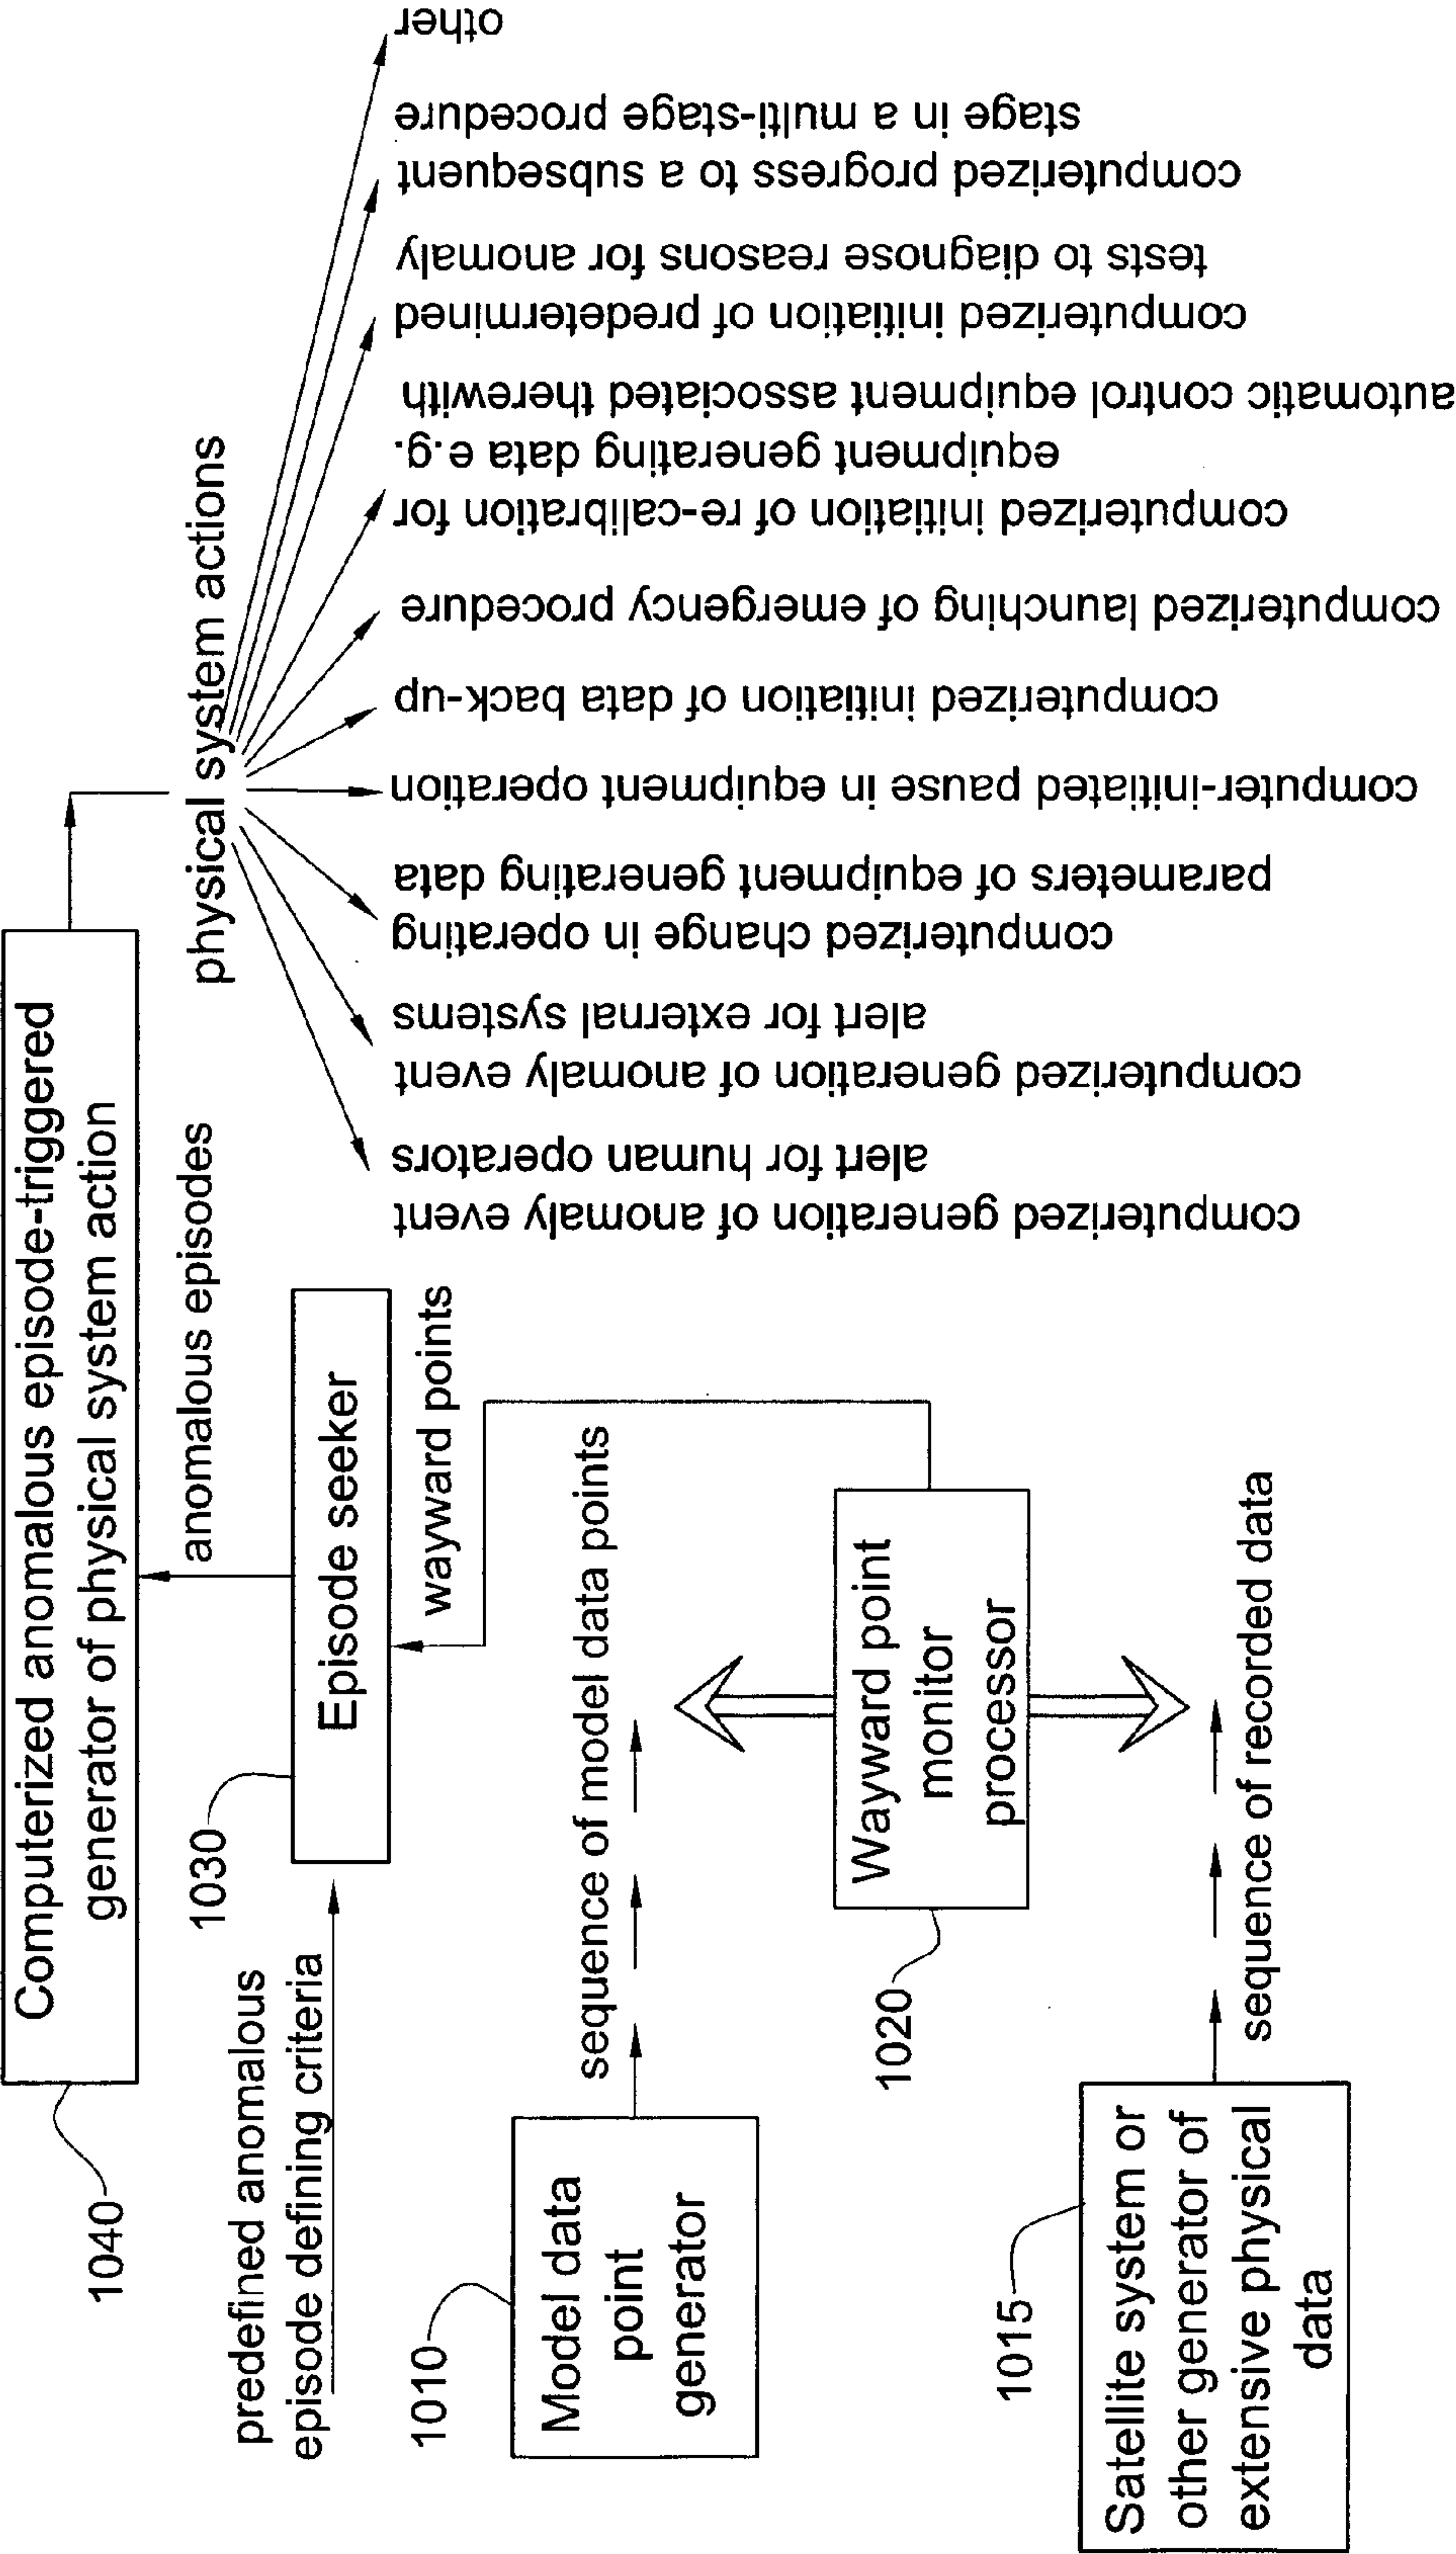 1040
Computerized anomalous episode-triggered
generator of physical system action
predefined anomalous
episode defining criteria
1030
anomalous episodes
Episode seeker
wayward points
1010
Model data
point
generator
sequence of model data points
1020
Wayward point
monitor
processor
1015
Satellite system or
other generator of
extensive physical
data
sequence of recorded data
physical system actions
computerized generation of anomaly event
alert for human operators
computerized generation of anomaly event
alert for external systems
computerized change in operating
parameters of equipment generating data
computer-initiated pause in equipment operation
computerized initiation of data back-up
computerized launching of emergency procedure
computerized initiation of re-calibration for
equipment generating data e.g.
automatic control equipment associated therewith
computerized initiation of predetermined
tests to diagnose reasons for anomaly
computerized progress to a subsequent
stage in a multi-stage procedure
other